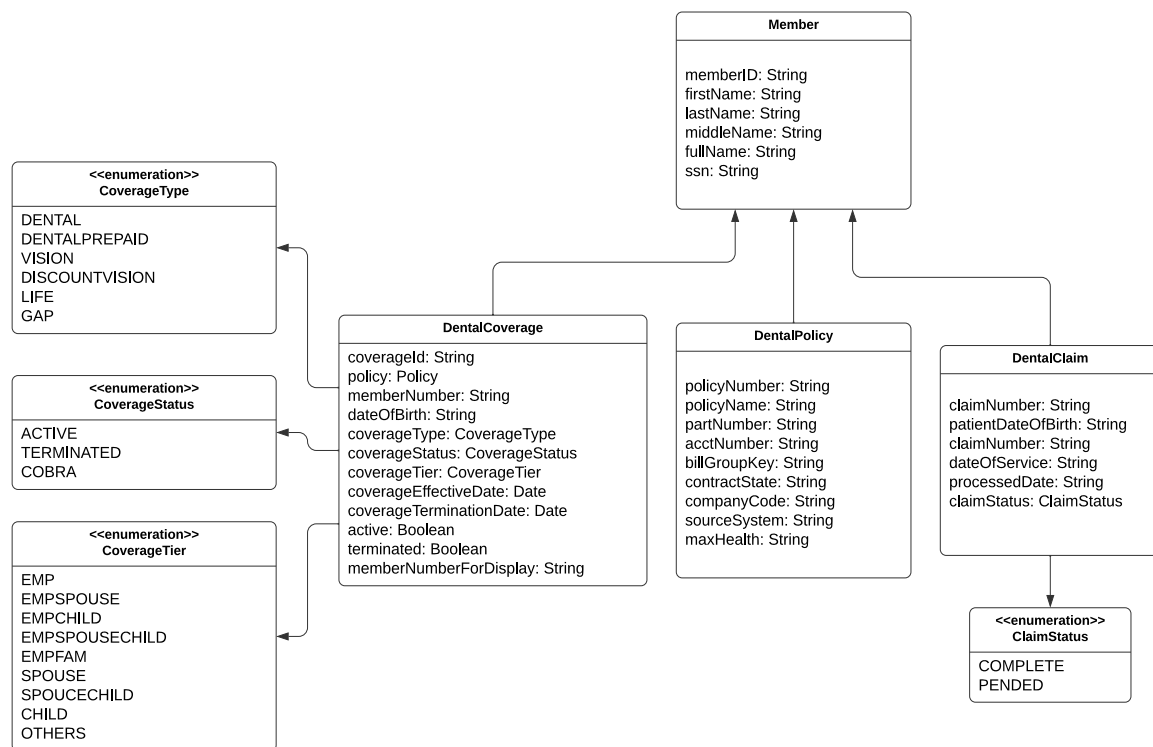 Member
memberID: String
firstName: String
lastName: String
middleName: String
fullName: String
ssn: String
<<enumeration>>
CoverageType
DENTAL
DENTALPREPAID
VISION
DISCOUNTVISION
LIFE
GAP
<<enumeration>>
CoverageStatus
ACTIVE
TERMINATED
COBRA
<<enumeration>>
CoverageTier
EMP
EMPSPOUSE
EMPCHILD
EMPSPOUSECHILD
EMPFAM
SPOUSE
SPOUCECHILD
CHILD
OTHERS
DentalCoverage
coverageId: String
policy: Policy
memberNumber: String
dateOfBirth: String
coverageType: CoverageType
coverageStatus: CoverageStatus
coverageTier: CoverageTier
coverageEffectiveDate: Date
coverageTerminationDate: Date
active: Boolean
terminated: Boolean
memberNumberForDisplay: String
DentalPolicy
policyNumber: String
policyName: String
partNumber: String
acctNumber: String
billGroupKey: String
contractState: String
companyCode: String
sourceSystem: String
maxHealth: String
DentalClaim
claimNumber: String
patientDateOfBirth: String
claimNumber: String
dateOfService: String
processedDate: String
claimStatus: ClaimStatus
<<enumeration>>
ClaimStatus
COMPLETE
PENDED